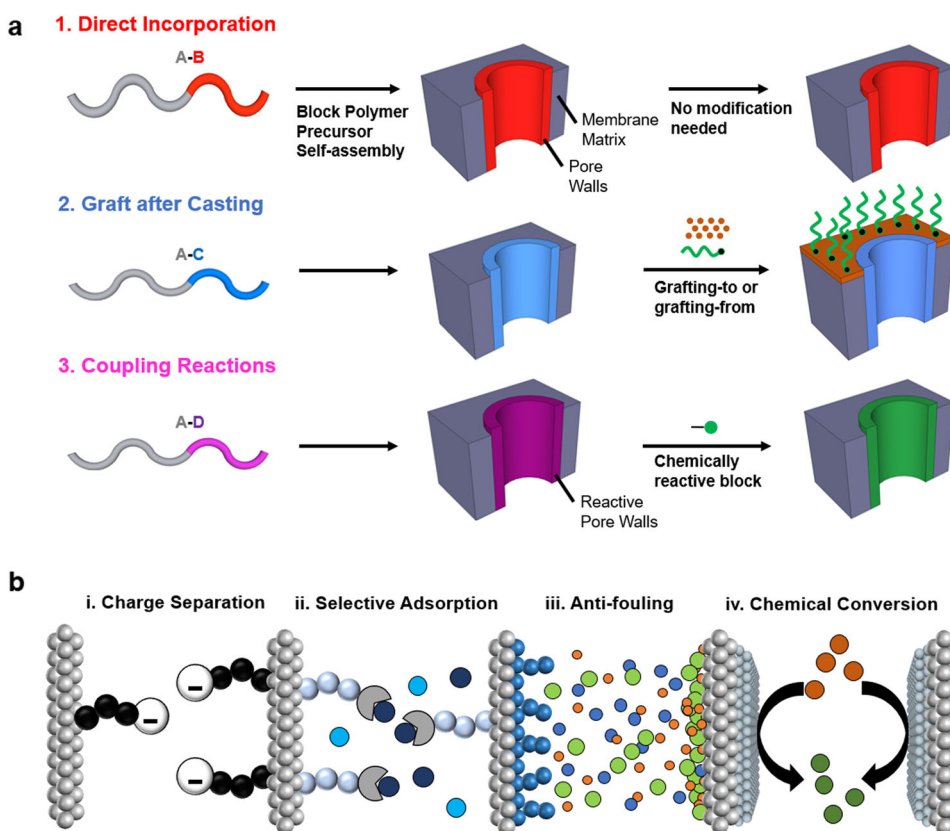 a
1. Direct Incorporation
A-B
Block Polymer
Precursor
Self-assembly
Membrane
Matrix
Pore
Walls
No modification
needed
2. Graft after Casting
A-C
Grafting-to or
grafting-from
3. Coupling Reactions
A-D
Reactive
Pore Walls
Chemically
reactive block
b
i. Charge Separation
ii. Selective Adsorption
iii. Anti-fouling
iv. Chemical Conversion
-
-
-